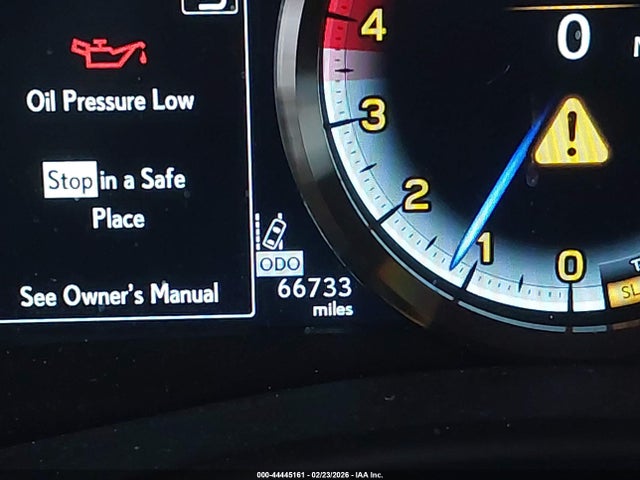 Oil Pressure Low
Stop in a Safe
Place
See Owner's Manual
ODO
66733
miles
4
3
2
1
0
0
!
SL
000-44445161 - 02/23/2026 - IAA Inc.